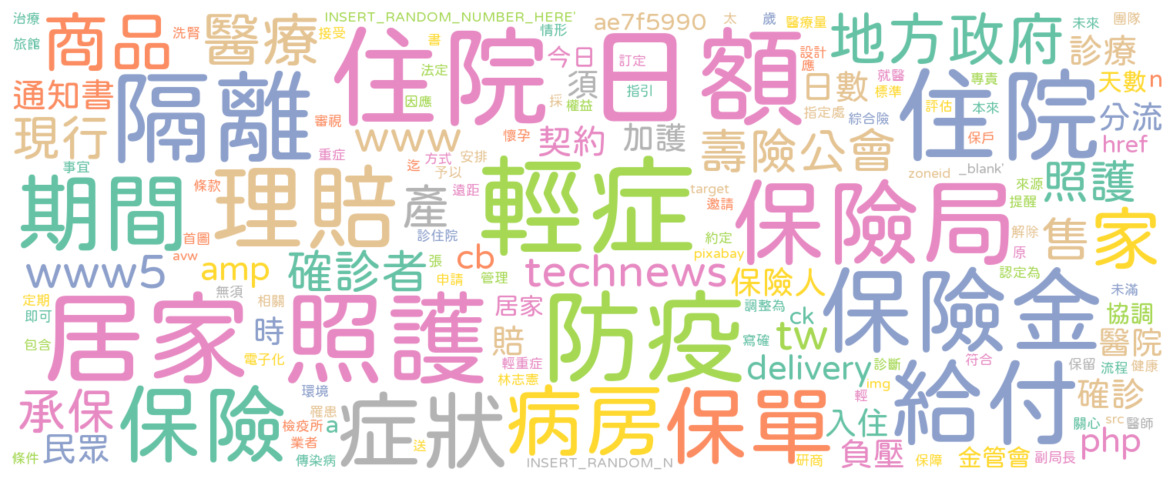 治療 商品 醫療 INSERT_RANDOM_NUMBER_HERE' ae7f5990 太 歲 醫療量 未來 團隊
旅館 洗腎 接受 住院日額 書 法定 今日 情形 訂定 地方政府 診療
通知書 隔離 因應 須 權益 採 指引 設計 應 日數 就醫 標準 專責 住院 天數 n
現行 審視 www 懷孕 契約 加護 壽險公會 指定處 綜合險 評估 本來 保戶 分流
事宜 重症 迄 方式 安排 予以 zoneid _blank' href
期間 條款 理賠 產 遠距 輕症 target 邀請 保險局 來源 提醒 照護
首圖 avw 診住院 約定 pixabay 解除 原 售 家
www5 amp 確診者 張 cb 申請 管理 technews 保險人 認定為
定期 即可 無須 相關 居家 調整為 ck 保險金 未滿 協調
居家照護 時 賠 防疫 寫確 tw 醫院
包含 電子化 輕重症 林志憲 delivery 診斷 符合 保留 流程 健康
承保 保險 環境 罹患 症狀 病房 保單 img 輕 給付 確診
檢疫所 a 業者 入住 關心 src 醫師
民眾 送 負壓 php
條件 傳染病 INSERT_RANDOM_N 研商 保障 金管會 副局長